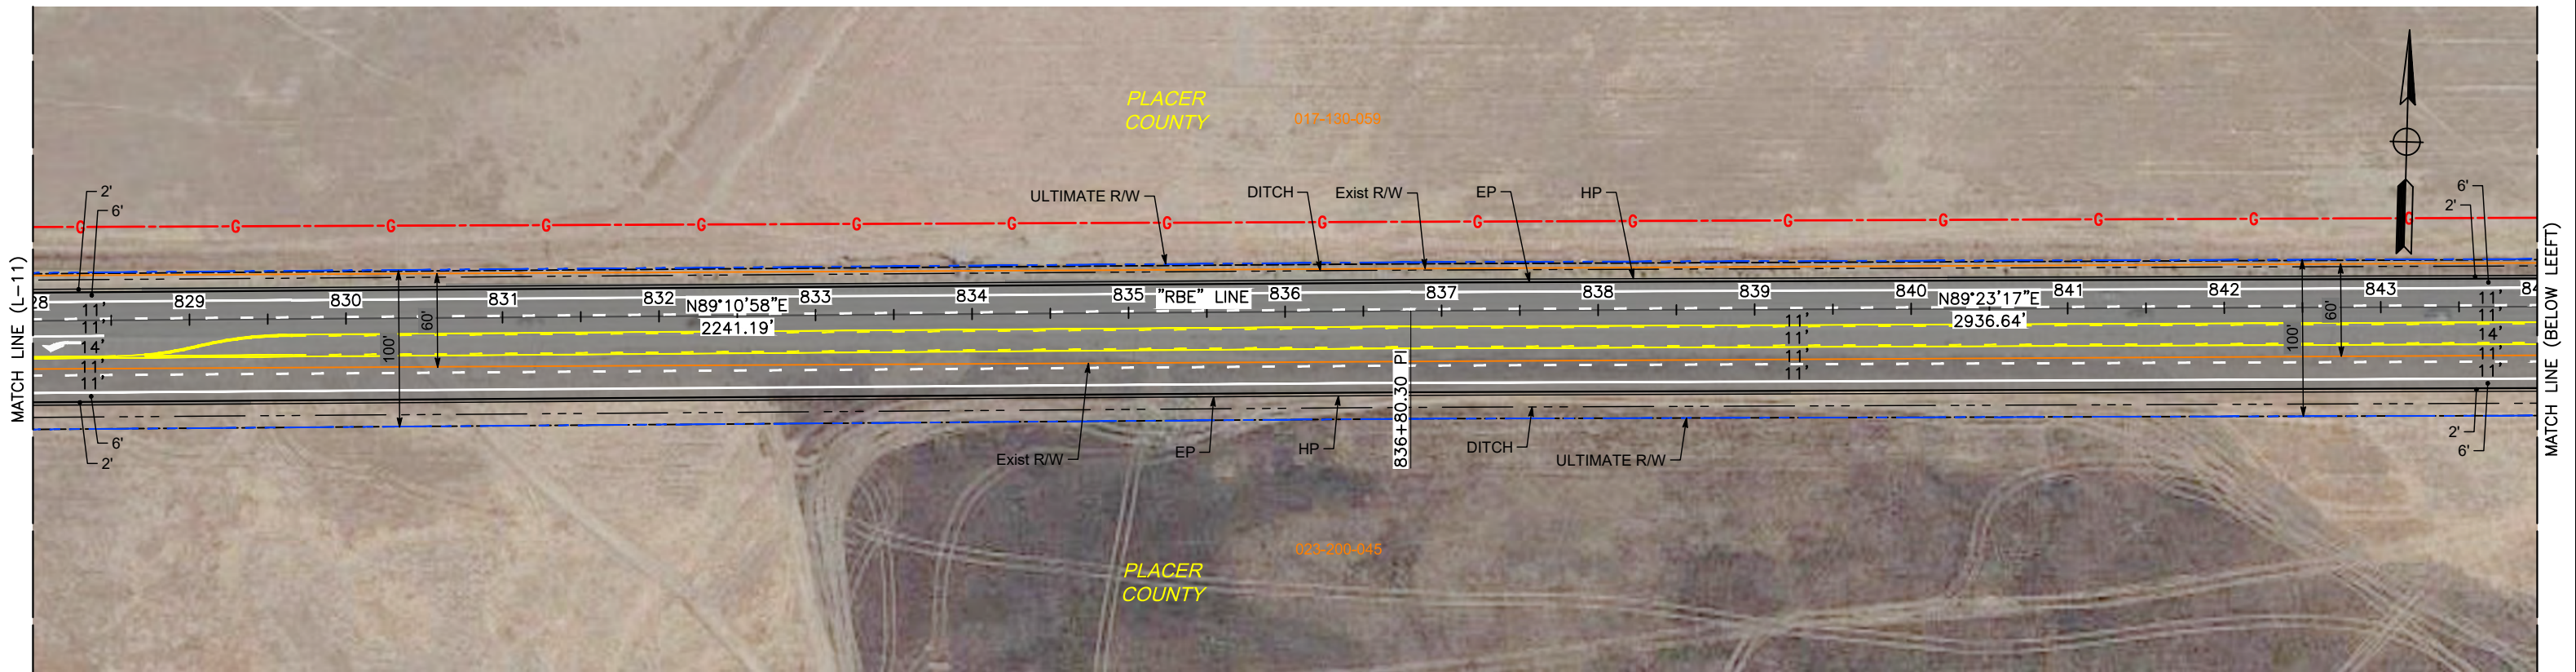 PLACER
COUNTY
017-130-059
2'
6'
ULTIMATE R/W
DITCH
Exist R/W
EP
HP
6'
2'
G G G G G G G G G G G G G G G G
MATCH LINE (L-11)
MATCH LINE (BELOW LEFT)
28 829 830 831 832 833 834 835 "RBE" LINE 836 837 838 839 840 841 842 843 84
N89°10'58"E
2241.19'
N89°23'17"E
2936.64'
11'
11'
14'
11'
11'
100'
60'
836+80.30 PI
11'
11'
11'
11'
100'
60'
11'
11'
14'
11'
11'
6'
2'
Exist R/W
EP
HP
DITCH
ULTIMATE R/W
2'
6'
023-200-045
PLACER
COUNTY